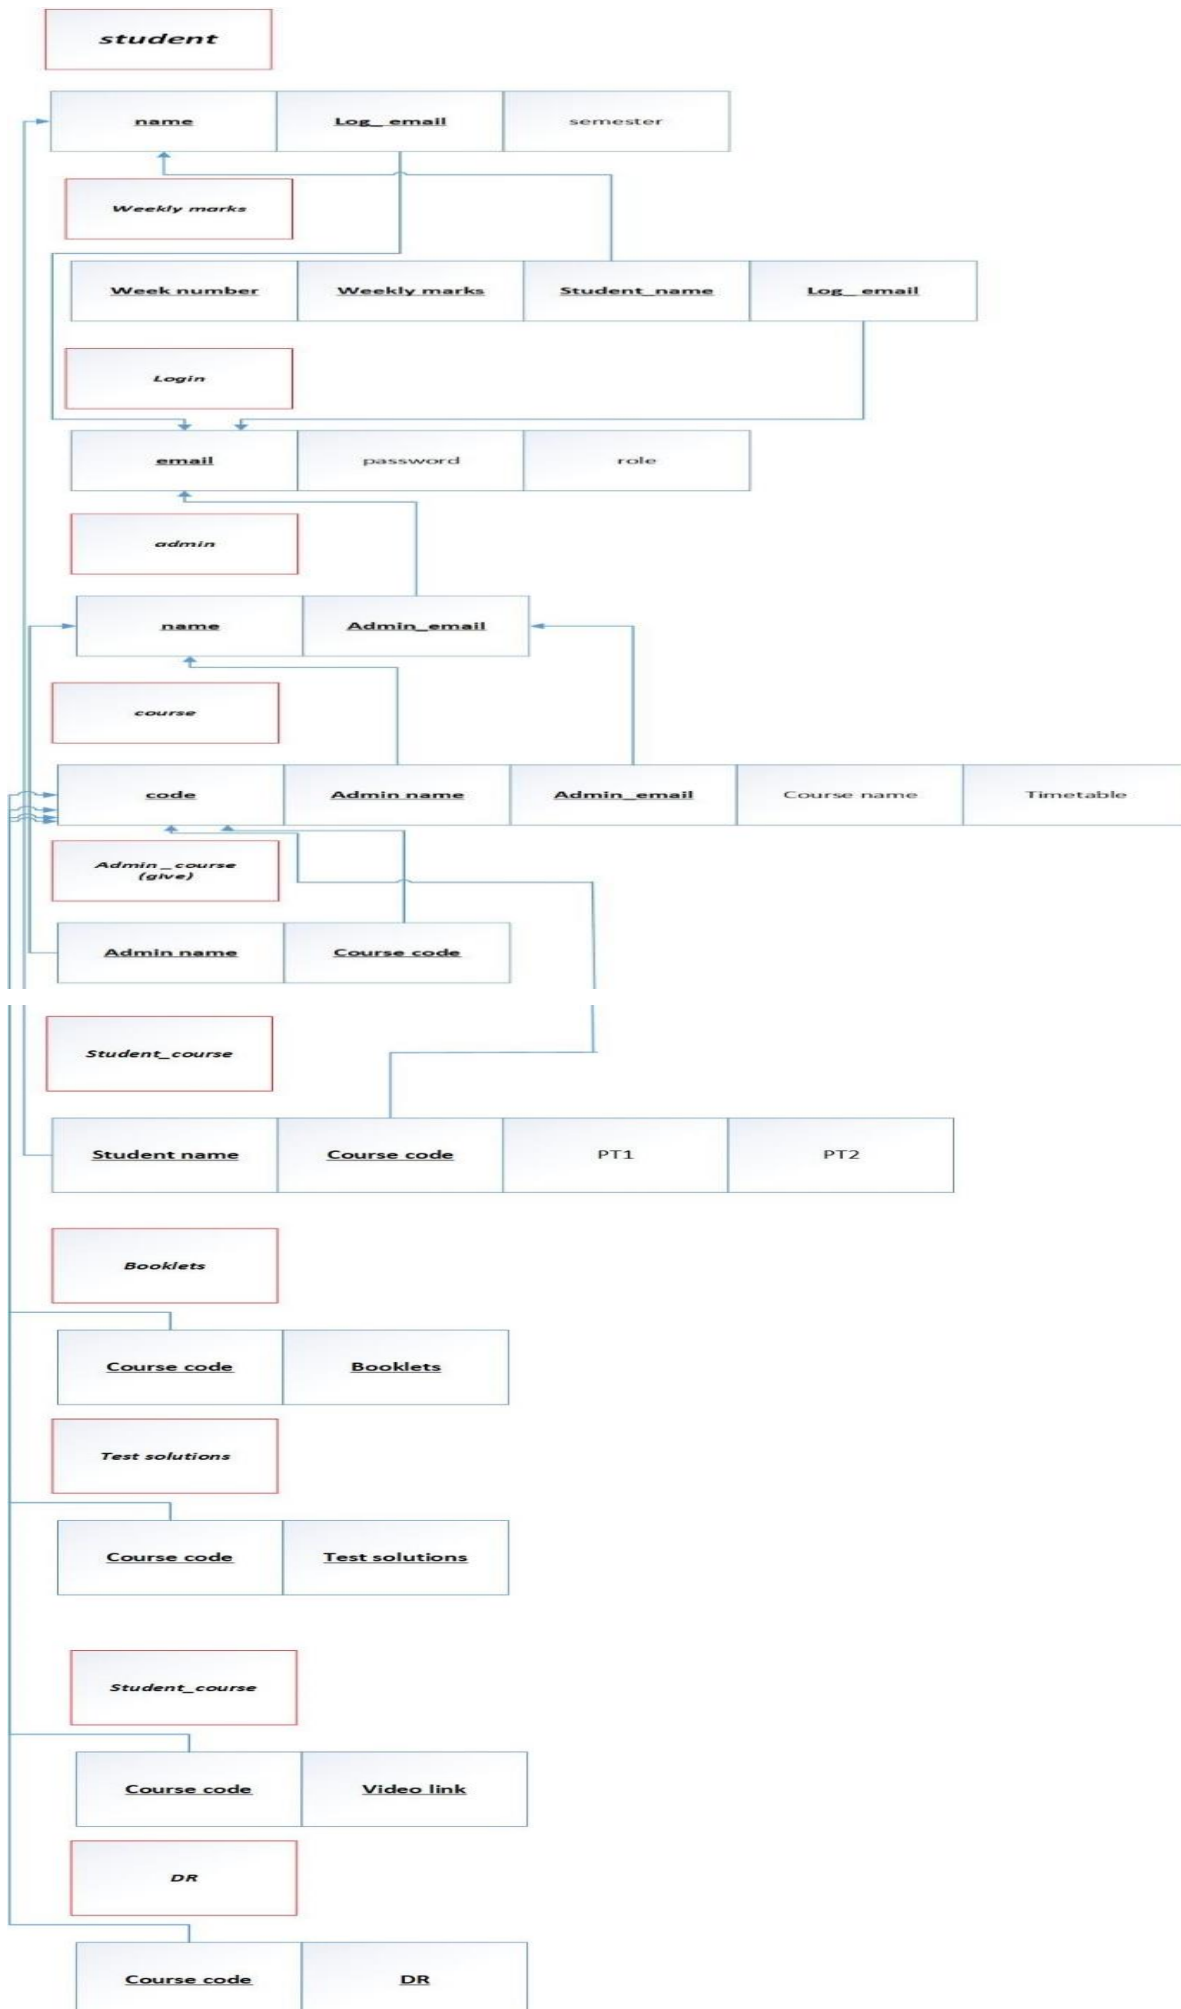 student
name Log_ email semester
Weekly marks
Week number Weekly marks Student_name Log_ email
Login
email password role
admin
name Admin_email
course
code Admin name Admin_email Course name Timetable
Admin_course
(give)
Admin name Course code
Student_course
Student name Course code PT1 PT2
Booklets
Course code Booklets
Test solutions
Course code Test solutions
Student_course
Course code Video link
DR
Course code DR